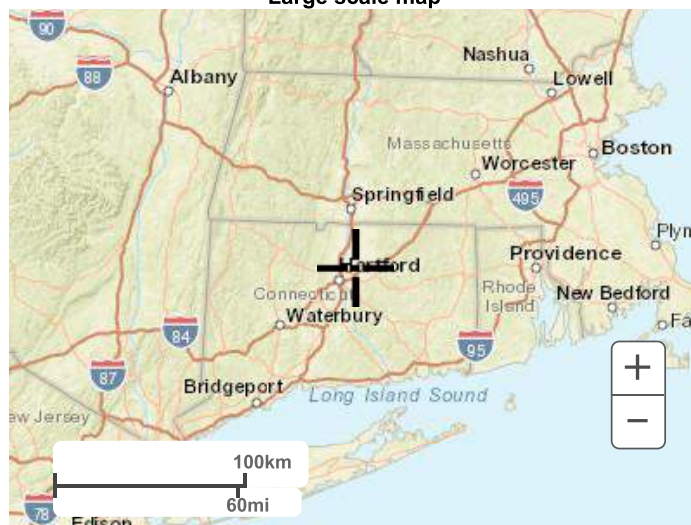 Large scale map
90
Nashua
88
Albany
Lowell
Massachusetts
Boston
Worcester
Springfield
495
Plym
Hartford
Providence
Connecticut
Rhode
Island
New Bedford
Waterbury
Fa
84
95
87
Bridgeport
Long Island Sound
ew Jersey
100km
60mi
78
Edison